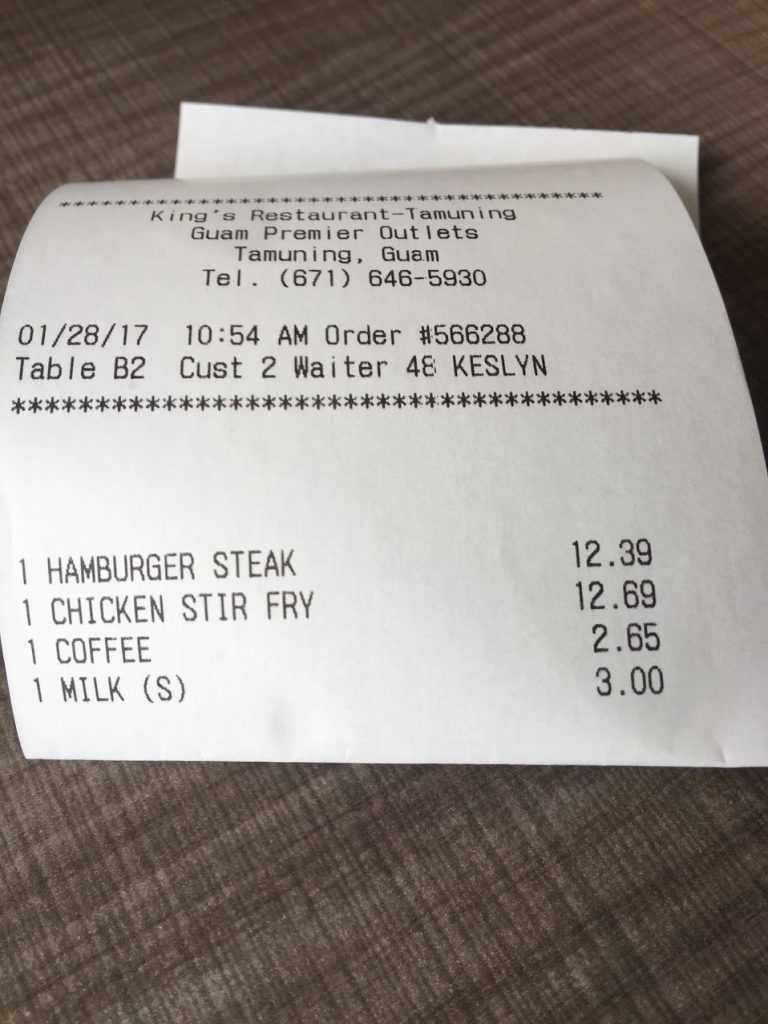 ****************************************
King's Restaurant-Tamuning
Guam Premier Outlets
Tamuning, Guam
Tel. (671) 646-5930
01/28/17 10:54 AM Order #566288
Table B2 Cust 2 Waiter 48 KESLYN
****************************************
1 HAMBURGER STEAK 12.39
1 CHICKEN STIR FRY 12.69
1 COFFEE 2.65
1 MILK (S) 3.00